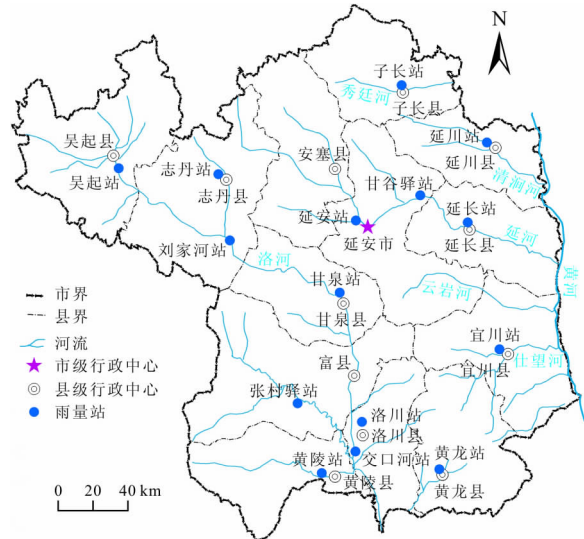 N
子长站
秀延河
子长县
延川站
延川县
清涧河
吴起县
吴起站
志丹站
志丹县
安塞县
甘谷驿站
延安站
延安市
延长站
延长县
延河
黄河
刘家河站
洛河
甘泉站
甘泉县
云岩河
宜川站
宜川县
仕望河
富县
张村驿站
洛川站
洛川县
交口河站
黄陵站
黄陵县
黄龙站
黄龙县
市界
县界
河流
市级行政中心
县级行政中心
雨量站
0 20 40 km